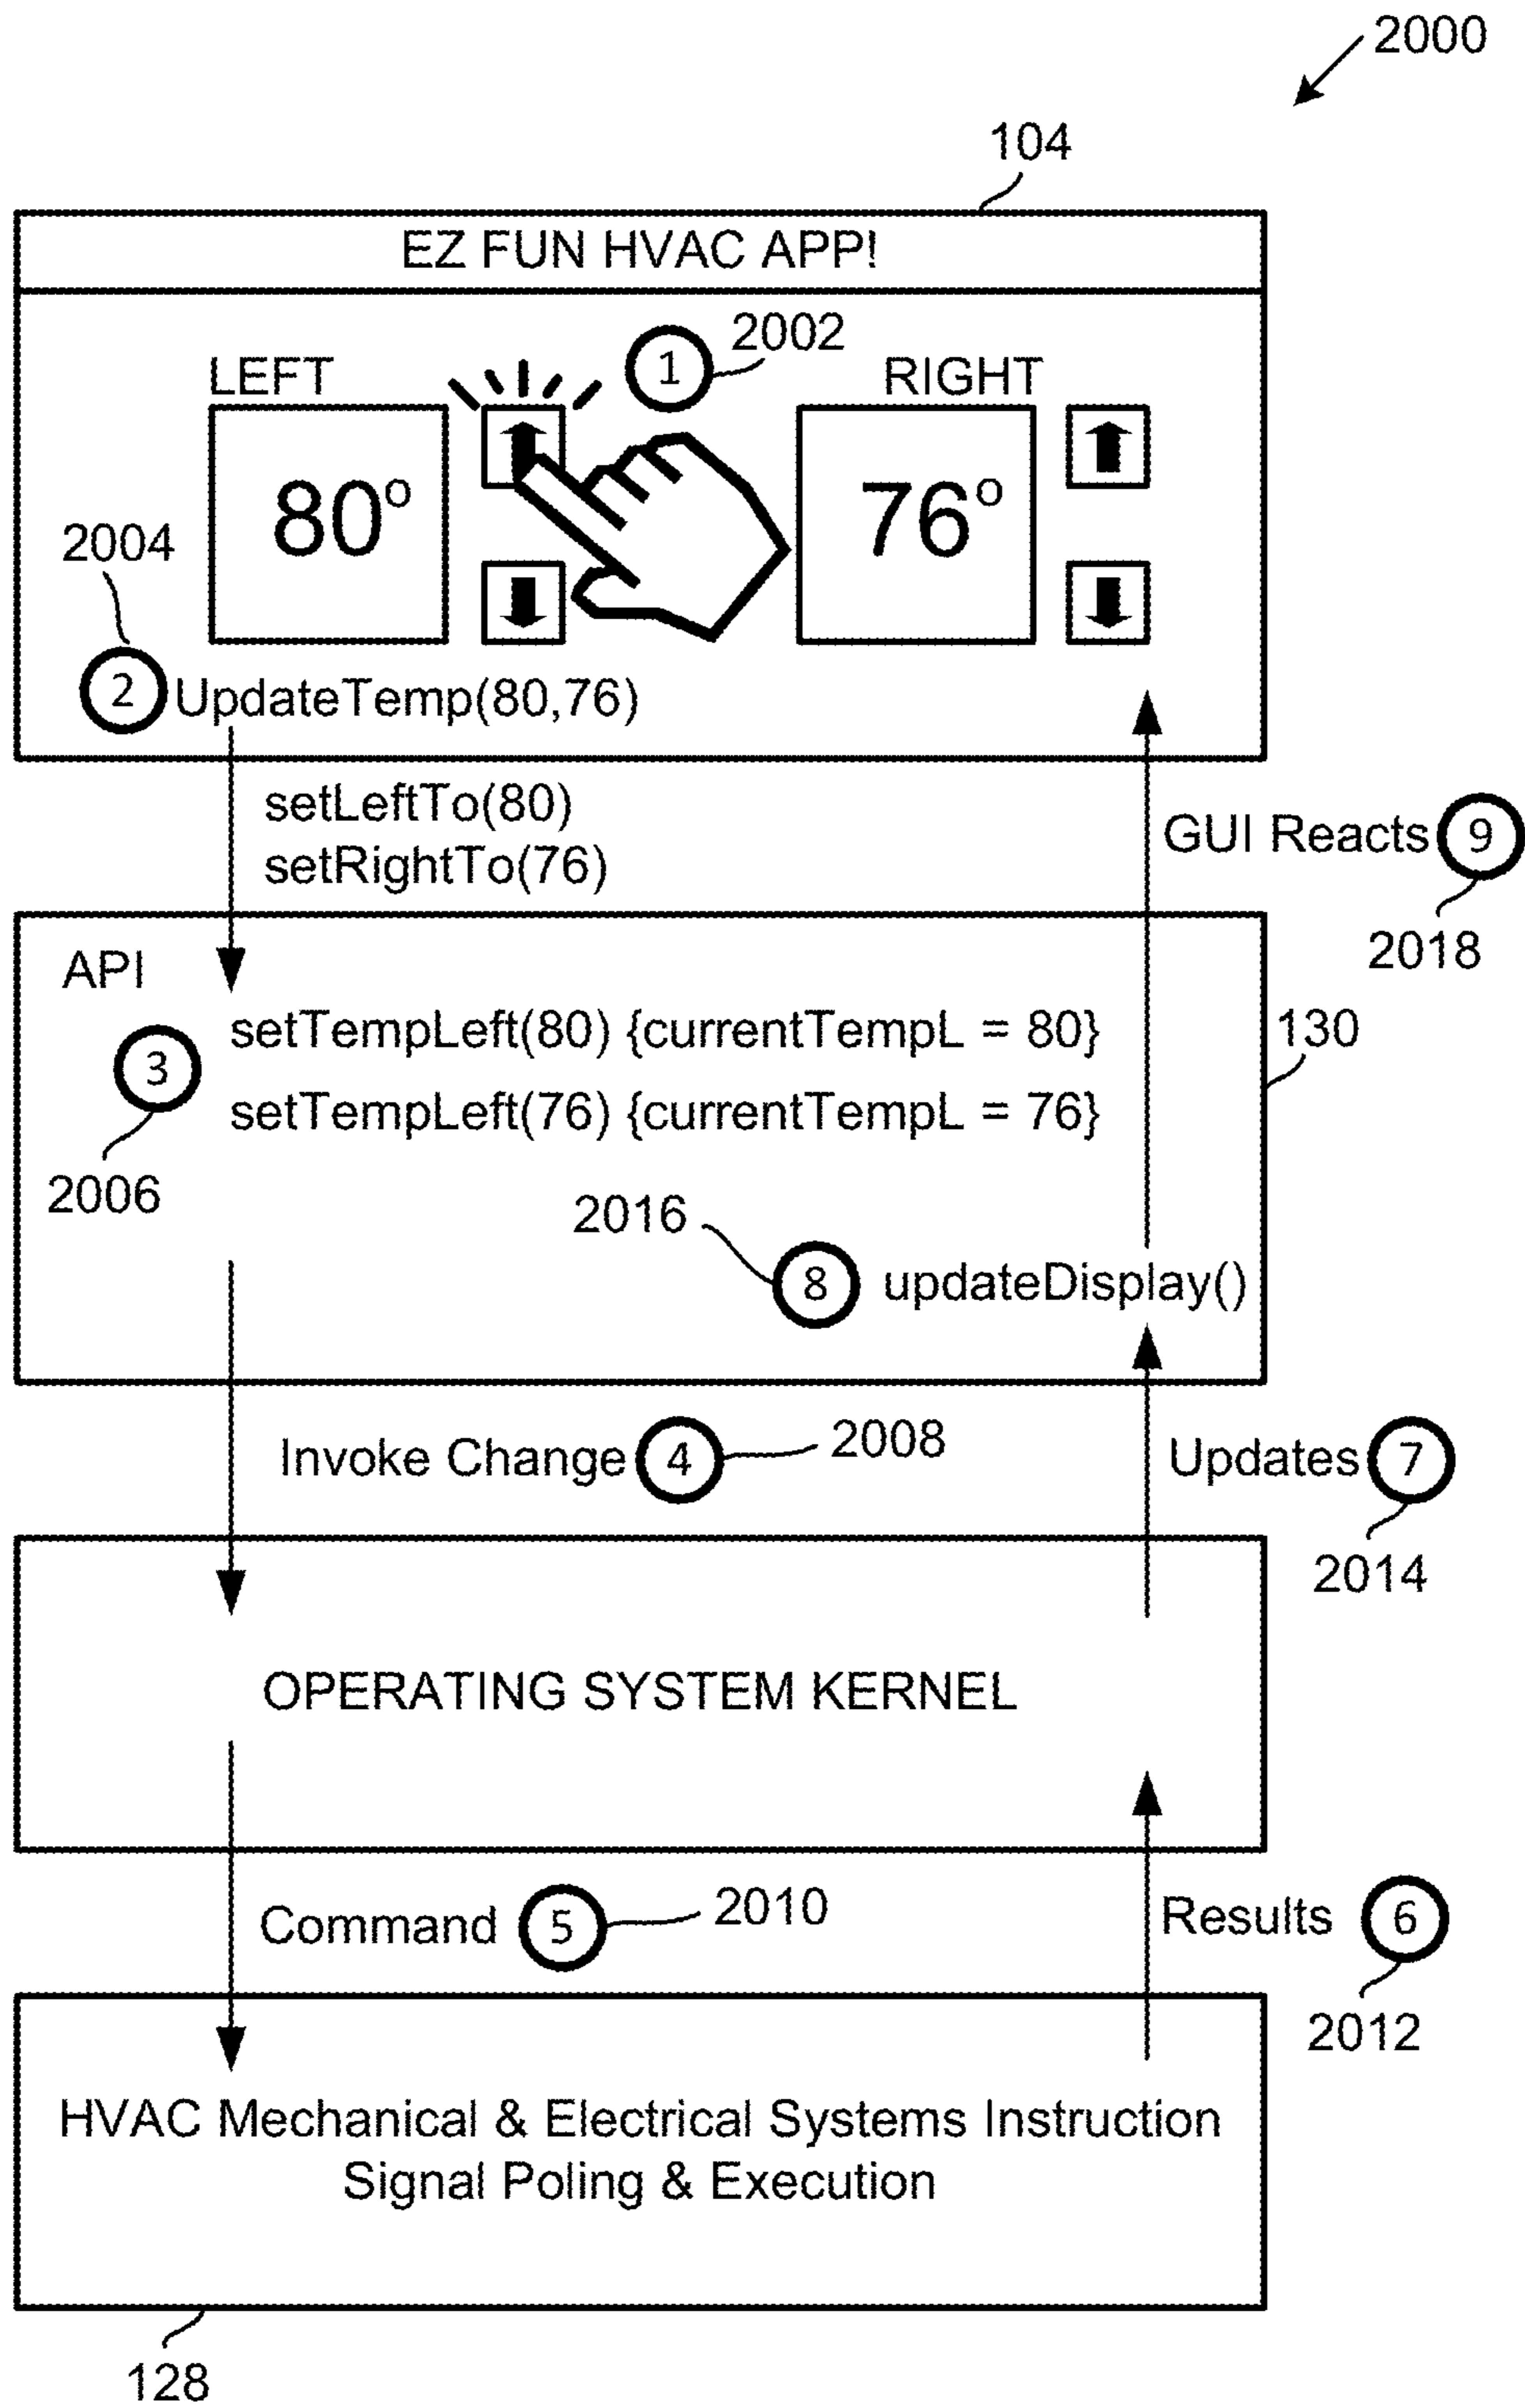 2000
104
EZ FUN HVAC APP!
1 2002
LEFT
RIGHT
80°
76°
2004
2 UpdateTemp(80,76)
setLeftTo(80)
setRightTo(76)
GUI Reacts 9
2018
API
130
3
setTempLeft(80) {currentTempL = 80}
setTempLeft(76) {currentTempL = 76}
2006
2016
8 updateDisplay()
Invoke Change 4 2008
Updates 7
2014
OPERATING SYSTEM KERNEL
Command 5 2010
Results 6
2012
HVAC Mechanical & Electrical Systems Instruction
Signal Poling & Execution
128